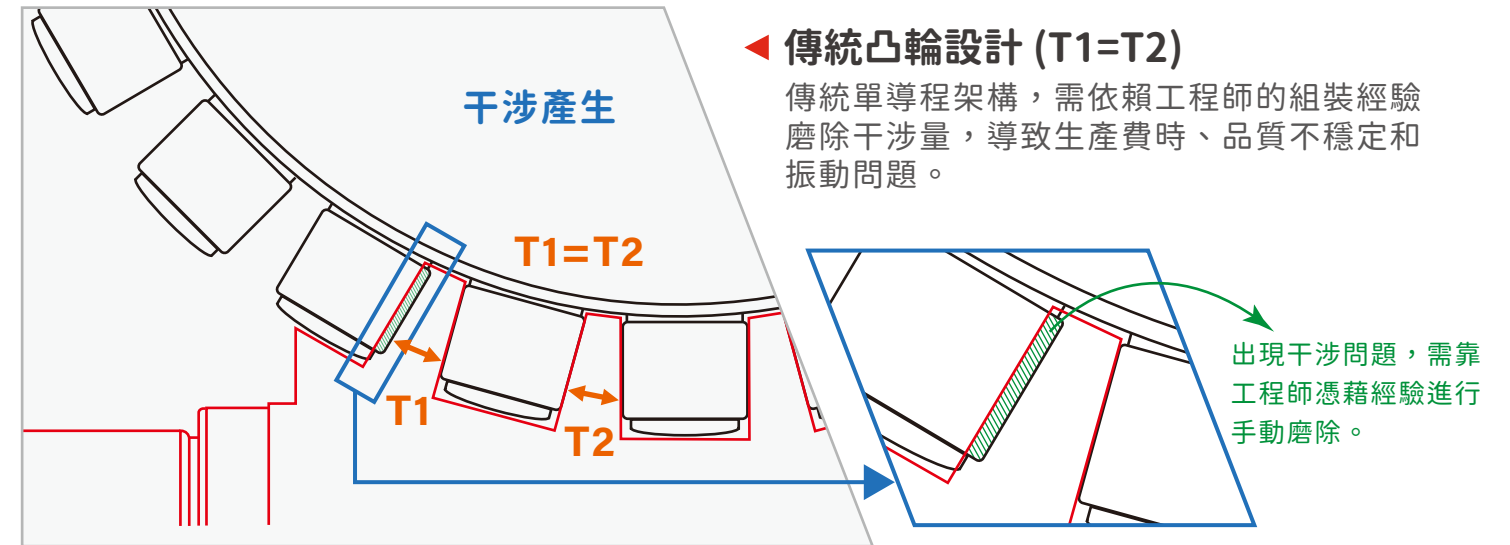 傳統凸輪設計 (T1=T2)
傳統單導程架構，需依賴工程師的組裝經驗
磨除干涉量，導致生產費時、品質不穩定和
振動問題。
干涉產生
T1=T2
T1
T2
出現干涉問題，需靠
工程師憑藉經驗進行
手動磨除。